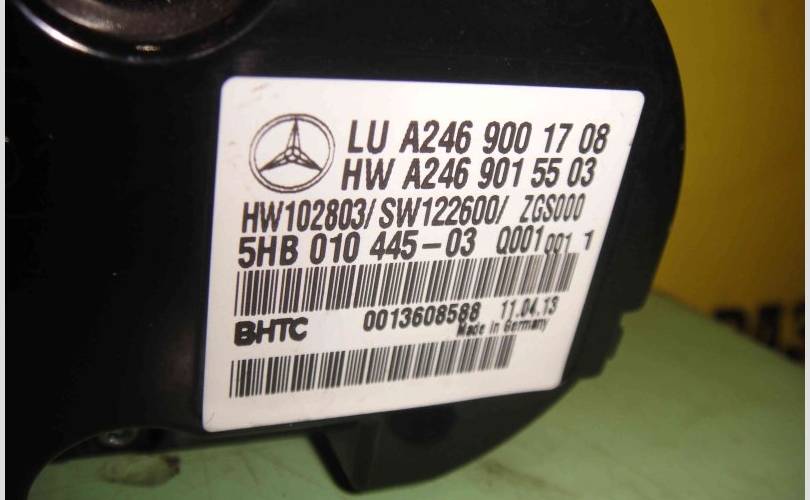 LU A246 900 17 08
HW A246 901 55 03
HW102803/ SW122600/ ZGS000
5HB 010 445-03 Q001 001 1
BHTC 0013608588 11.04.13
Made in Germany